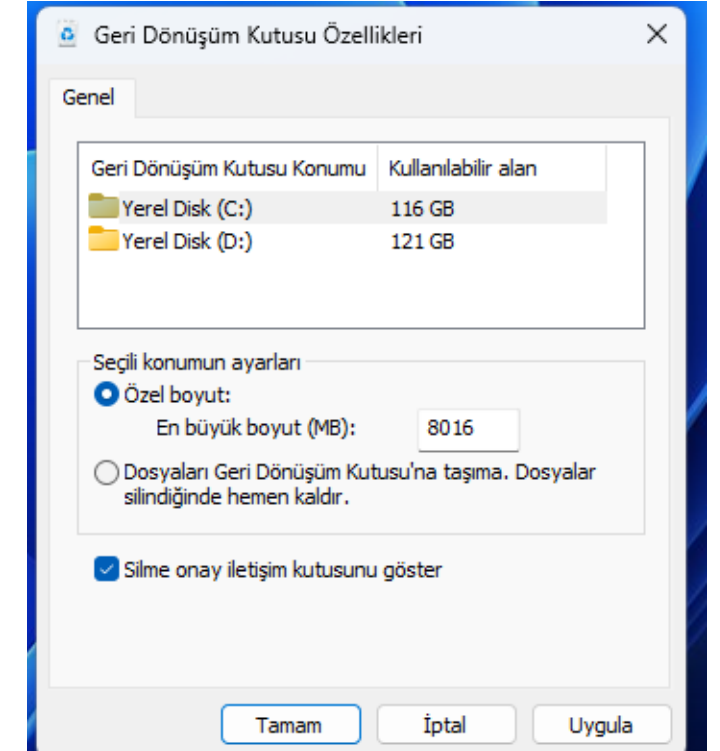 Geri Dönüşüm Kutusu Özellikleri
Genel
Geri Dönüşüm Kutusu Konumu Kullanılabilir alan
Yerel Disk (C:) 116 GB
Yerel Disk (D:) 121 GB
Seçili konumun ayarları
Özel boyut:
En büyük boyut (MB): 8016
Dosyaları Geri Dönüşüm Kutusu'na taşıma. Dosyalar
silindiğinde hemen kaldır.
Silme onay iletişim kutusunu göster
Tamam İptal Uygula